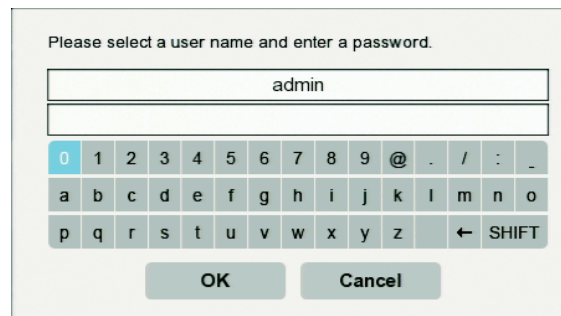 Please select a user name and enter a password.
admin
0 1 2 3 4 5 6 7 8 9 @ . / : _
a b c d e f g h i j k l m n o
p q r s t u v w x y z ← SHIFT
OK Cancel